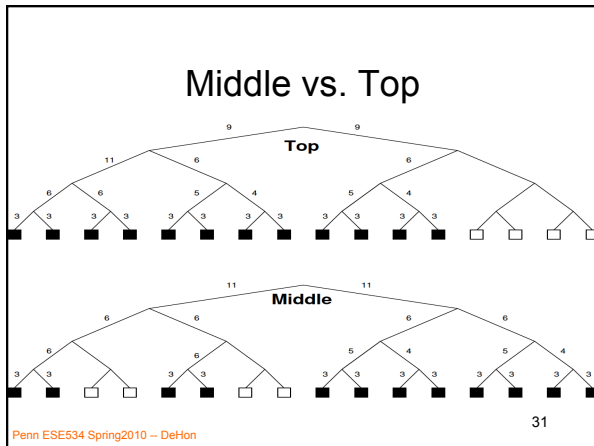 Middle vs. Top
9 9
Top
11 6 6
6 6 5 4 5 4
3 3 3 3 3 3 3 3 3 3 3 3
11 11
Middle
6 6 6 6
6 6 5 4 5 4
3 3 3 3 3 3 3 3 3 3 3 3
Penn ESE534 Spring2010 -- DeHon
31